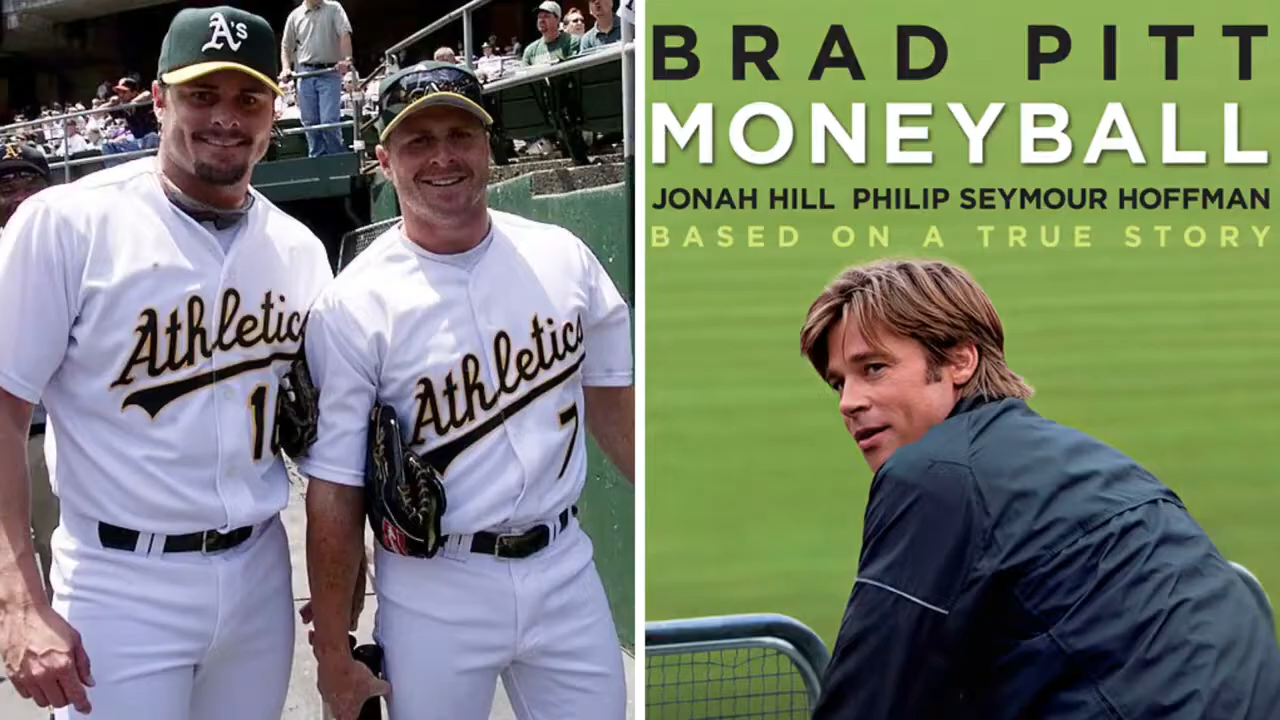 A's
Athletics
Athletics
7
BRAD PITT
MONEYBALL
JONAH HILL PHILIP SEYMOUR HOFFMAN
BASED ON A TRUE STORY